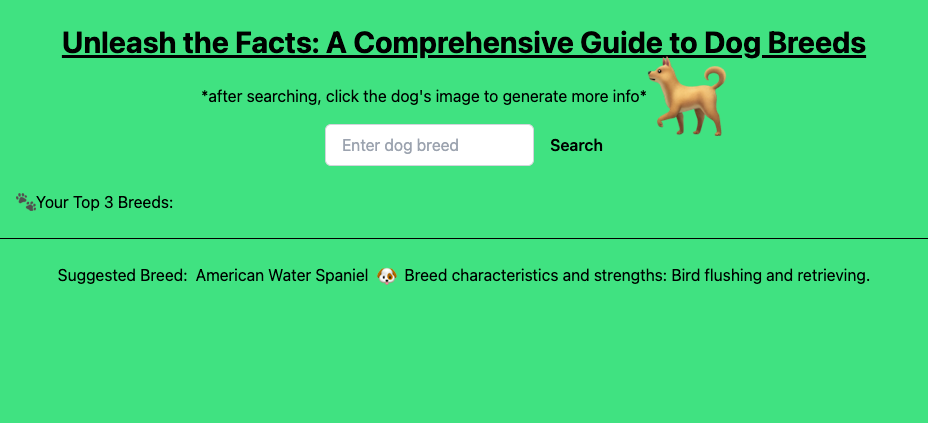 Unleash the Facts: A Comprehensive Guide to Dog Breeds
*after searching, click the dog's image to generate more info*
Enter dog breed Search
🐾Your Top 3 Breeds:
Suggested Breed: American Water Spaniel 🐶 Breed characteristics and strengths: Bird flushing and retrieving.